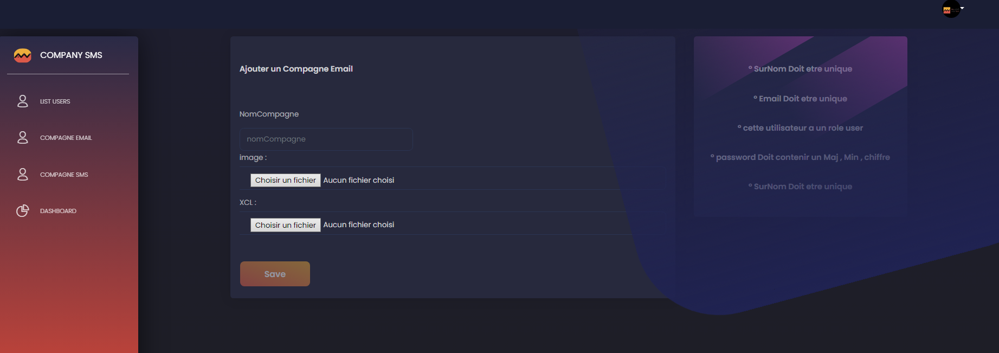 COMPANY SMS
LIST USERS
COMPAGNE EMAIL
COMPAGNE SMS
DASHBOARD
Ajouter un Compagne Email
NomCompagne
nomCompagne
image :
Choisir un fichier Aucun fichier choisi
XCL :
Choisir un fichier Aucun fichier choisi
Save
° SurNom Doit etre unique
° Email Doit etre unique
° cette utilisateur a un role user
° password Doit contenir un Maj , Min , chiffre
° SurNom Doit etre unique